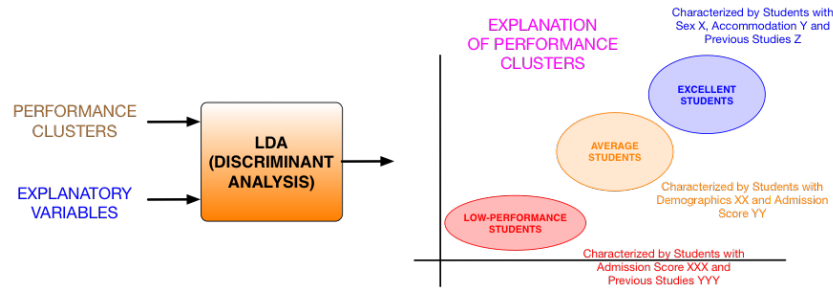 PERFORMANCE
CLUSTERS
EXPLANATORY
VARIABLES
LDA
(DISCRIMINANT
ANALYSIS)
EXPLANATION
OF PERFORMANCE
CLUSTERS
Characterized by Students with
Sex X, Accommodation Y and
Previous Studies Z
EXCELLENT
STUDENTS
AVERAGE
STUDENTS
Characterized by Students with
Demographics XX and Admission
Score YY
LOW-PERFORMANCE
STUDENTS
Characterized by Students with
Admission Score XXX and
Previous Studies YYY